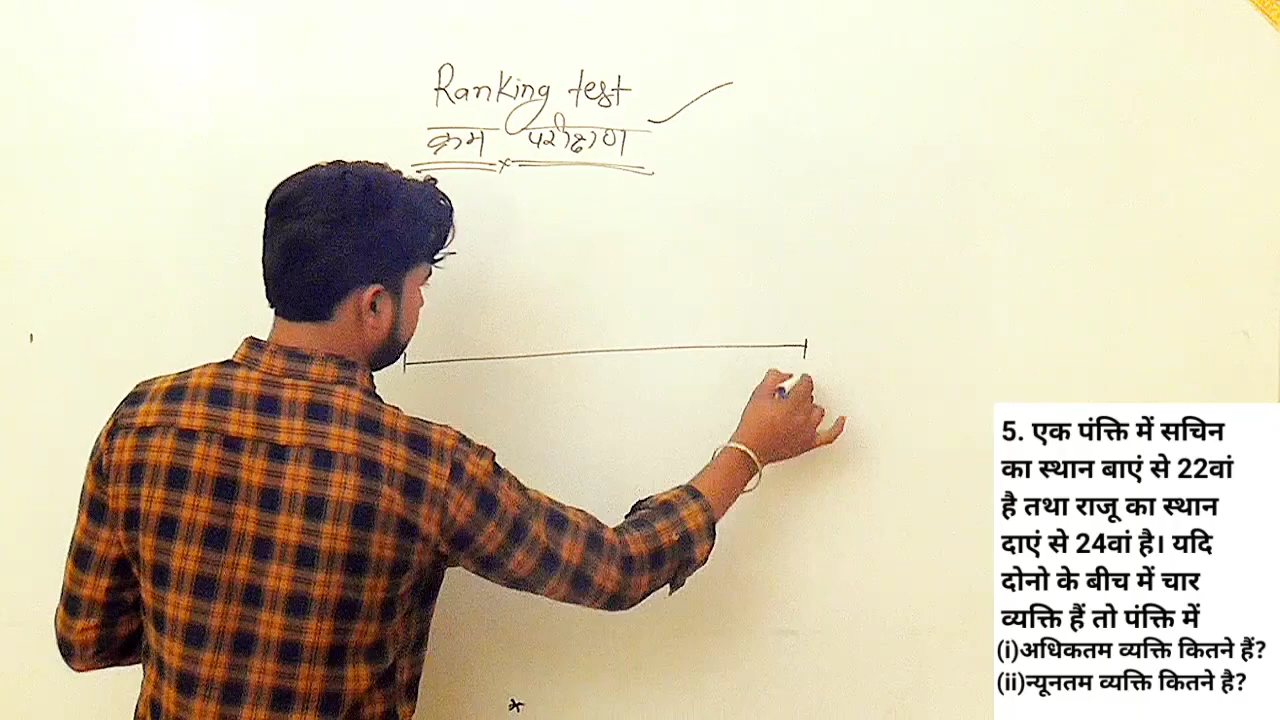 Ranking test
क्रम परीक्षण
5. एक पंक्ति में सचिन
का स्थान बाएं से 22वां
है तथा राजू का स्थान
दाएं से 24वां है। यदि
दोनो के बीच में चार
व्यक्ति हैं तो पंक्ति में
(i)अधिकतम व्यक्ति कितने हैं?
(ii)न्यूनतम व्यक्ति कितने है?